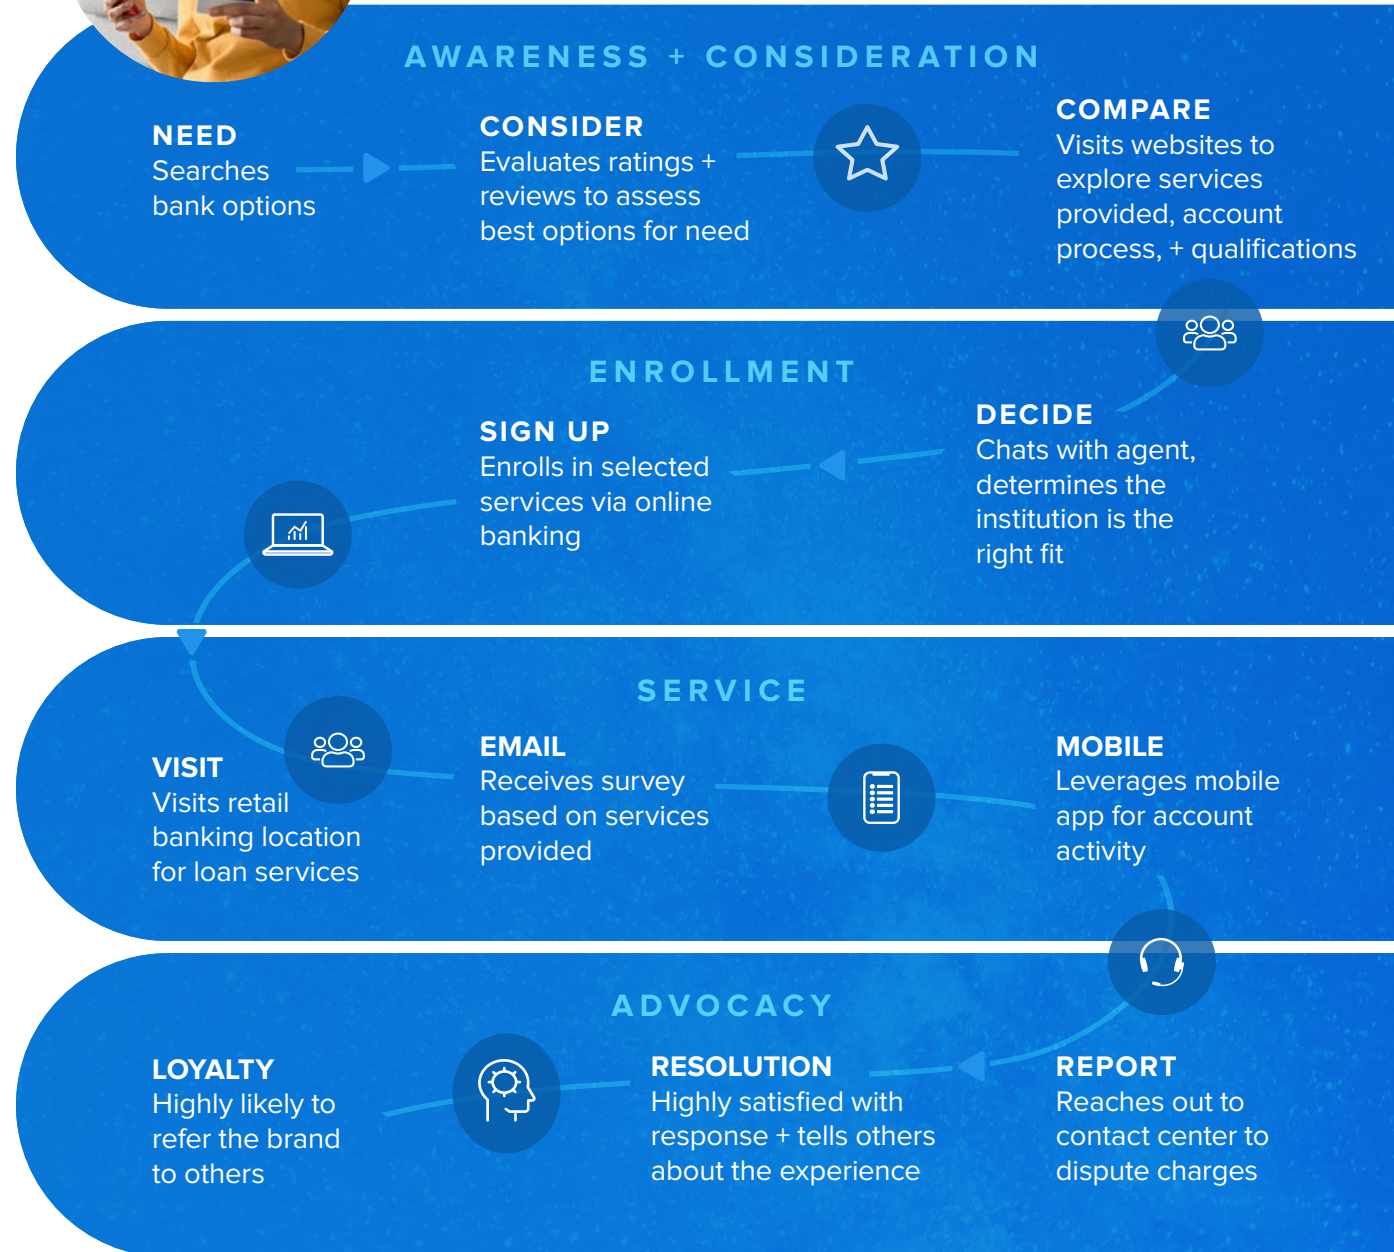 AWARENESS + CONSIDERATION
NEED
Searches
bank options
CONSIDER
Evaluates ratings +
reviews to assess
best options for need
COMPARE
Visits websites to
explore services
provided, account
process, + qualifications
ENROLLMENT
DECIDE
Chats with agent,
determines the
institution is the
right fit
SIGN UP
Enrolls in selected
services via online
banking
SERVICE
VISIT
Visits retail
banking location
for loan services
EMAIL
Receives survey
based on services
provided
MOBILE
Leverages mobile
app for account
activity
ADVOCACY
REPORT
Reaches out to
contact center to
dispute charges
RESOLUTION
Highly satisfied with
response + tells others
about the experience
LOYALTY
Highly likely to
refer the brand
to others